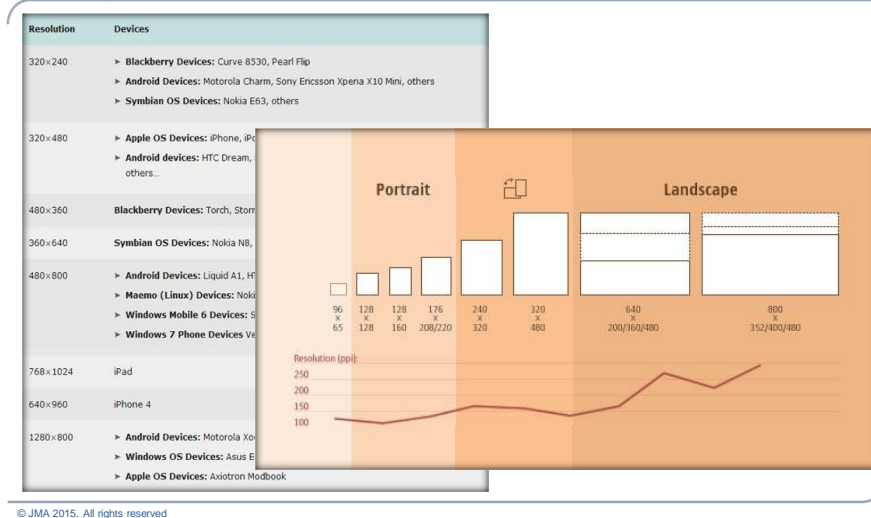 Resolution Devices
320×240
➤ Blackberry Devices: Curve 8530, Pearl Flip
➤ Android Devices: Motorola Charm, Sony Ericsson Xperia X10 Mini, others
➤ Symbian OS Devices: Nokia E63, others
320×480
➤ Apple OS Devices: iPhone,
➤ Android devices: HTC Dream,
others...
480×360
Blackberry Devices: Torch,
360×640
Symbian OS Devices: Nokia N8,
480×800
➤ Android Devices: Liquid A1,
➤ Maemo (Linux) Devices:
➤ Windows Mobile 6 Devices:
➤ Windows 7 Phone Devices
768×1024
iPad
640×960
iPhone 4
1280×800
➤ Android Devices: Motorola
➤ Windows OS Devices: Asus
➤ Apple OS Devices: Axiotron Modbook
Portrait Landscape
96 128 128 176 240 320 640 800
x x x x x x x x
65 128 160 208/220 320 480 200/360/480 352/400/480
Resolution (ppi):
250
200
150
100
© JMA 2015. All rights reserved